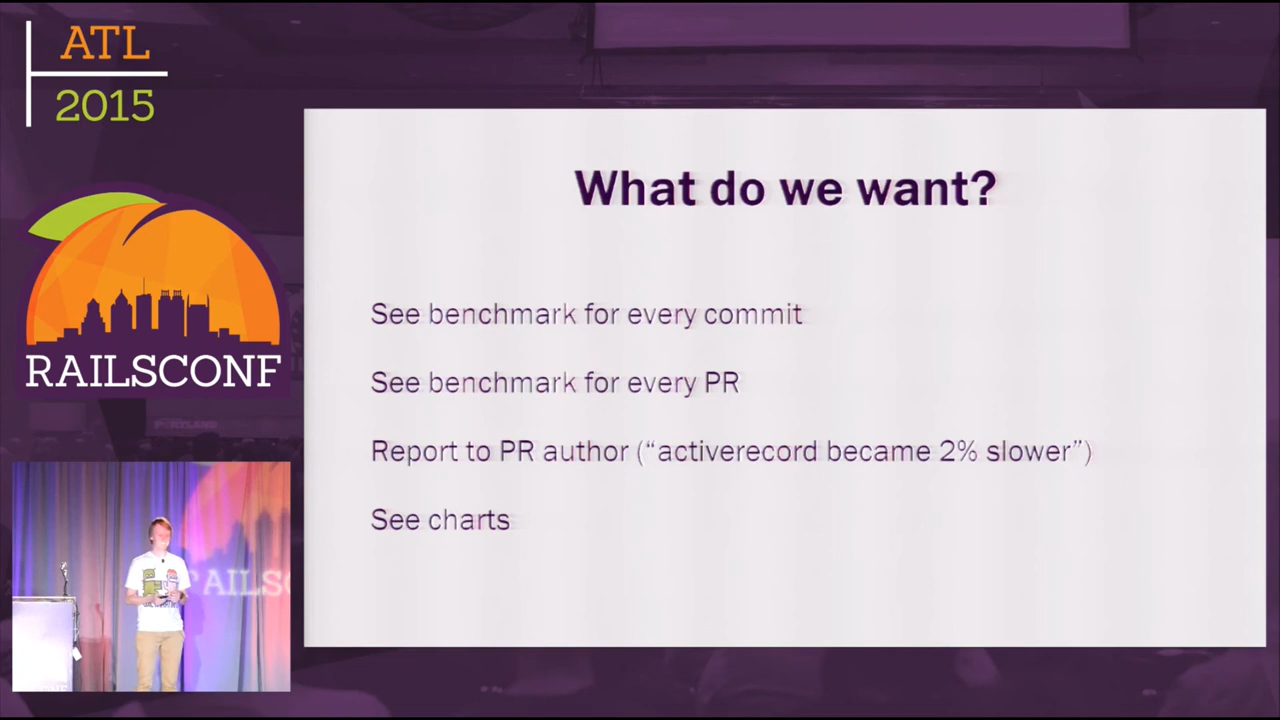 ATL
2015
RAILSCONF
What do we want?
See benchmark for every commit
See benchmark for every PR
Report to PR author (“activerecord became 2% slower”)
See charts
RAILSC